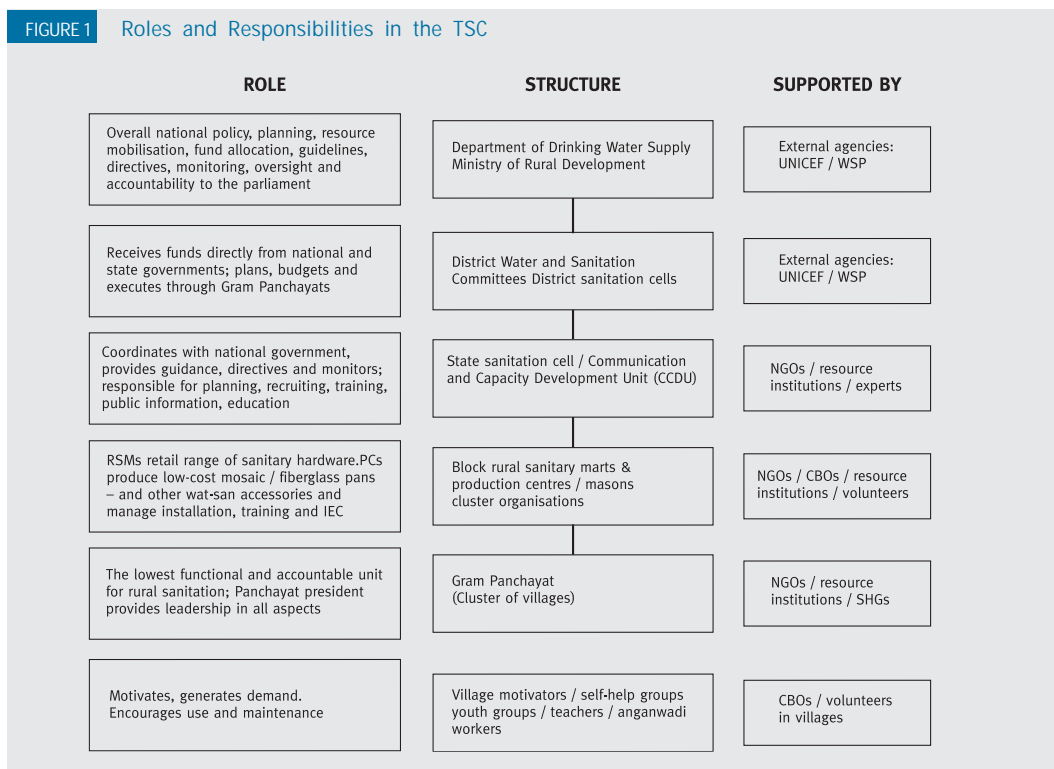 FIGURE 1 Roles and Responsibilities in the TSC
ROLE
STRUCTURE
SUPPORTED BY
Overall national policy, planning, resource
mobilisation, fund allocation, guidelines,
directives, monitoring, oversight and
accountability to the parliament
Department of Drinking Water Supply
Ministry of Rural Development
External agencies:
UNICEF / WSP
Receives funds directly from national and
state governments; plans, budgets and
executes through Gram Panchayats
District Water and Sanitation
Committees District sanitation cells
External agencies:
UNICEF / WSP
Coordinates with national government,
provides guidance, directives and monitors;
responsible for planning, recruiting, training,
public information, education
State sanitation cell / Communication
and Capacity Development Unit (CCDU)
NGOs / resource
institutions / experts
RSMs retail range of sanitary hardware.PCs
produce low-cost mosaic / fiberglass pans
– and other wat-san accessories and
manage installation, training and IEC
Block rural sanitary marts &
production centres / masons
cluster organisations
NGOs / CBOs / resource
institutions / volunteers
The lowest functional and accountable unit
for rural sanitation; Panchayat president
provides leadership in all aspects
Gram Panchayat
(Cluster of villages)
NGOs / resource
institutions / SHGs
Motivates, generates demand.
Encourages use and maintenance
Village motivators / self-help groups
youth groups / teachers / anganwadi
workers
CBOs / volunteers
in villages